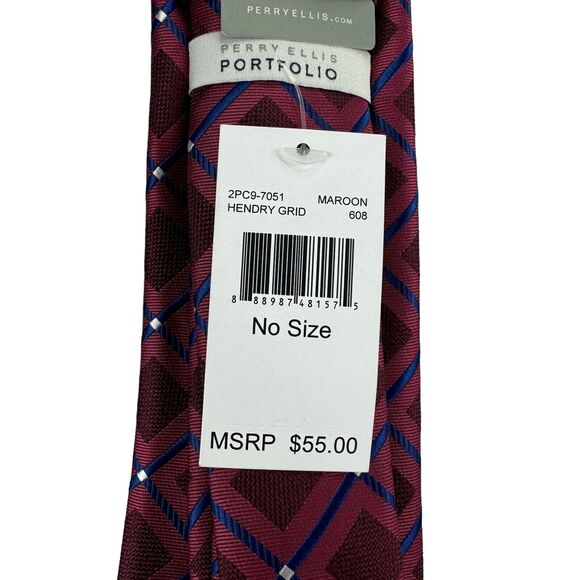 PERRYELLIS.COM
PERRY ELLIS
PORTFOLIO
2PC9-7051 MAROON
HENDRY GRID 608
8 88987 48157 5
No Size
MSRP $55.00